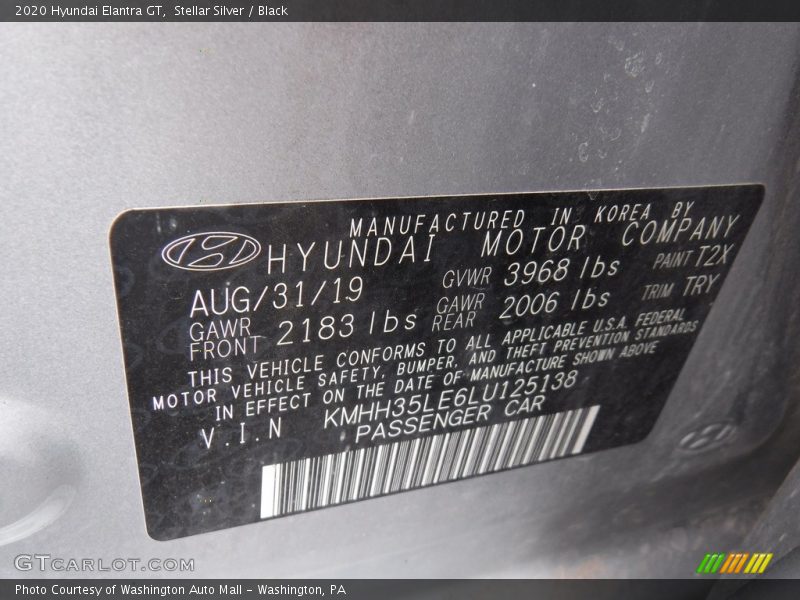 2020 Hyundai Elantra GT, Stellar Silver / Black
MANUFACTURED IN KOREA BY
HYUNDAI MOTOR COMPANY
AUG/31/19 GVWR 3968 lbs PAINT T2X
GAWR FRONT 2183 lbs GAWR REAR 2006 lbs TRIM TRY
THIS VEHICLE CONFORMS TO ALL APPLICABLE U.S.A. FEDERAL
MOTOR VEHICLE SAFETY, BUMPER, AND THEFT PREVENTION STANDARDS
IN EFFECT ON THE DATE OF MANUFACTURE SHOWN ABOVE
V.I.N KMHH35LE6LU125138
PASSENGER CAR
GTCARLOT.COM
Photo Courtesy of Washington Auto Mall - Washington, PA